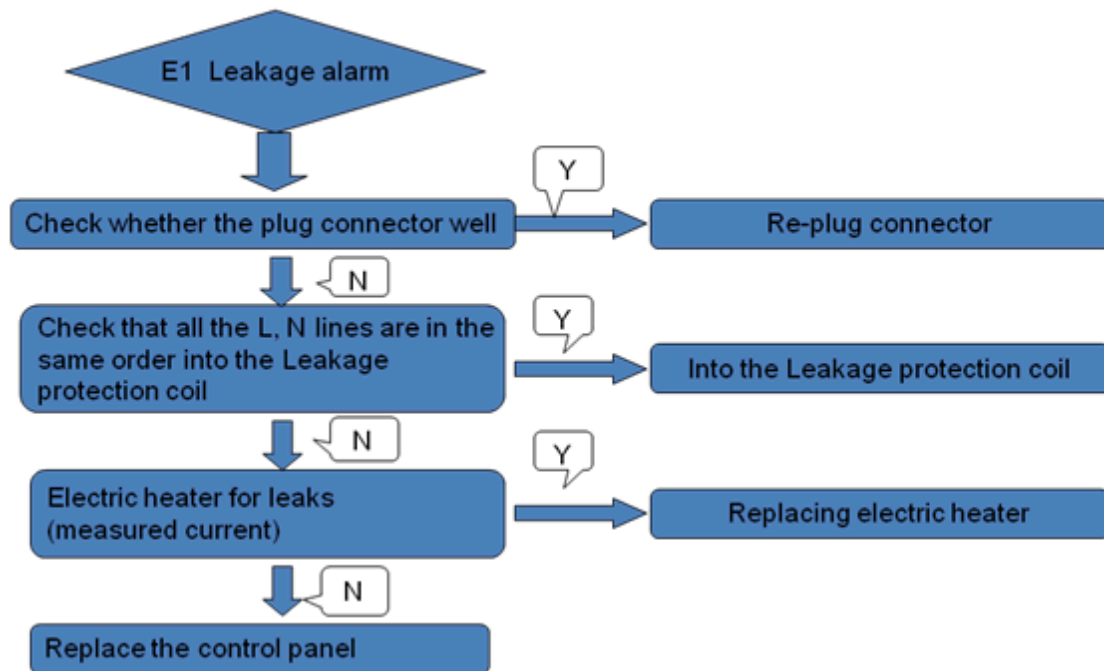 E1 Leakage alarm
Y
Check whether the plug connector well
Re-plug connector
N
Check that all the L, N lines are in the
same order into the Leakage
protection coil
Y
Into the Leakage protection coil
N
Electric heater for leaks
(measured current)
Y
Replacing electric heater
N
Replace the control panel